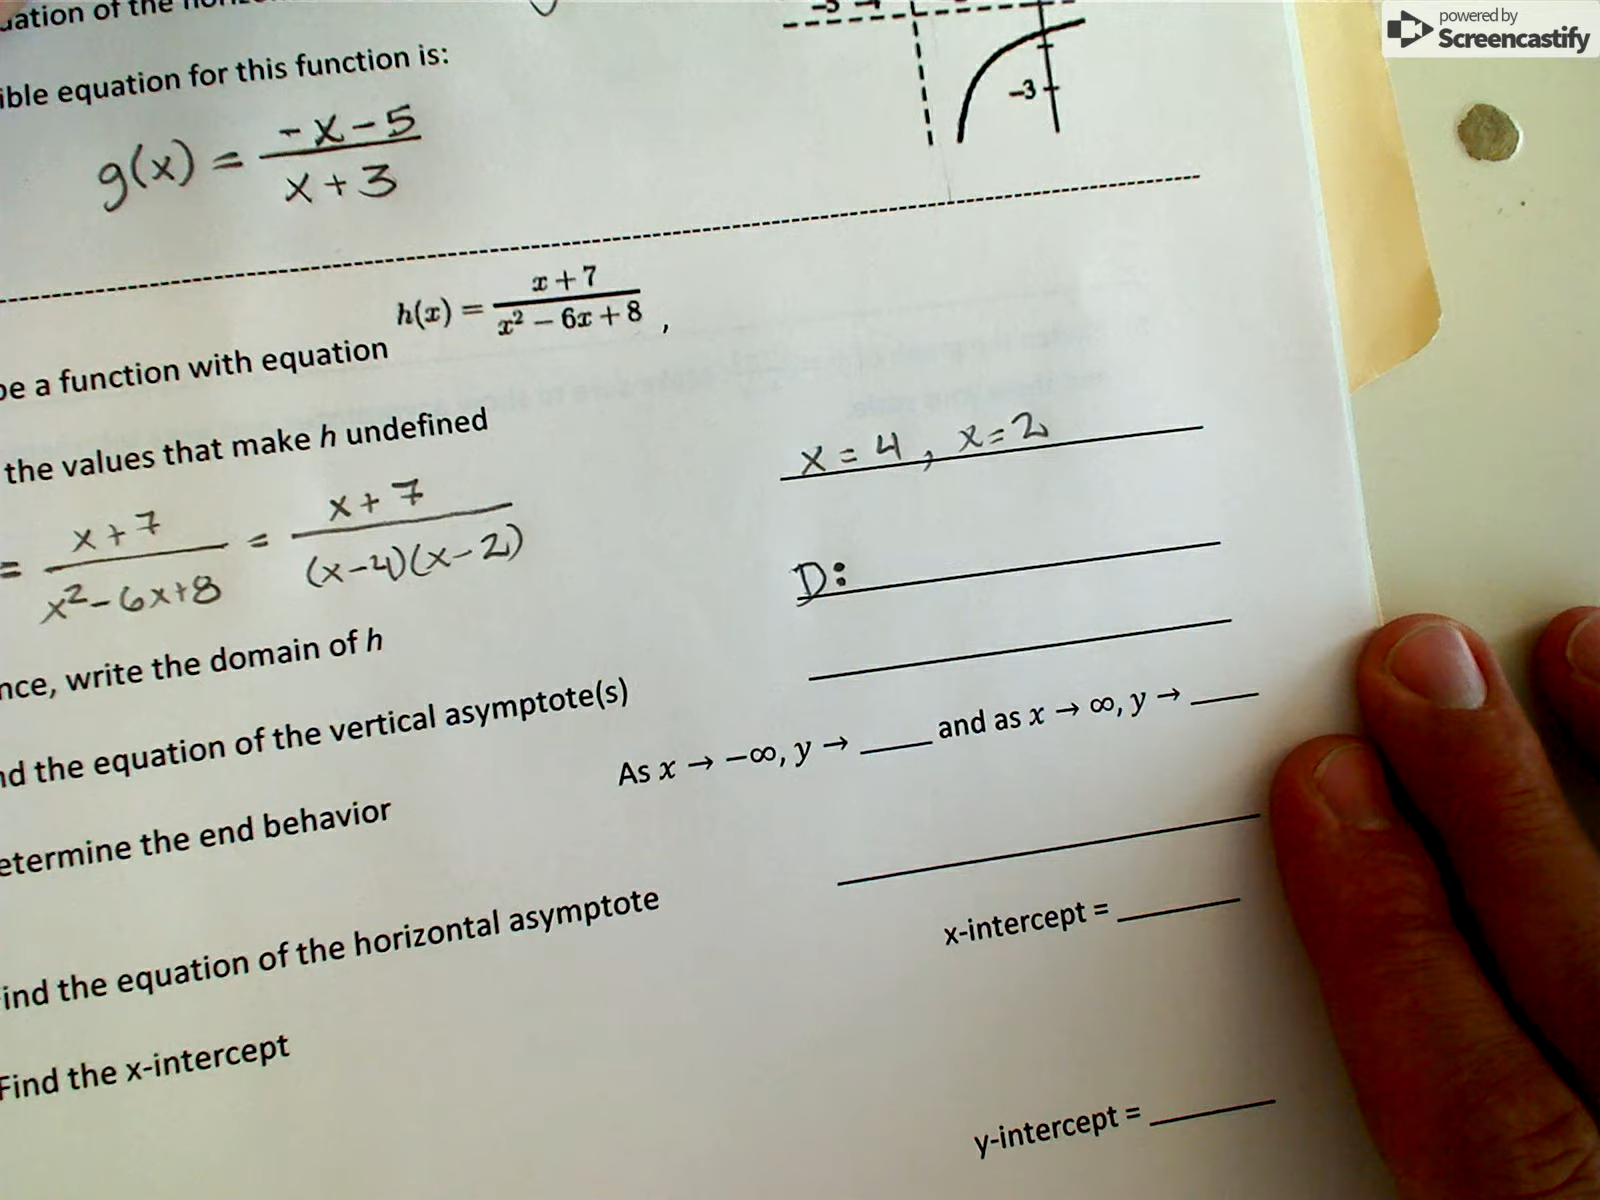 uation of the
-3
ible equation for this function is:
-3
g(x) = -x-5 / x+3
h(x) = x + 7 / x² − 6x + 8 ,
be a function with equation
the values that make h undefined
x = 4 , x=2
= x+7 / x²-6x+8 = x+7 / (x-4)(x-2)
D:
nce, write the domain of h
nd the equation of the vertical asymptote(s)
As x → −∞, y → ____ and as x → ∞, y → ____
etermine the end behavior
ind the equation of the horizontal asymptote
x-intercept = ____
Find the x-intercept
y-intercept = ____
powered by
Screencastify